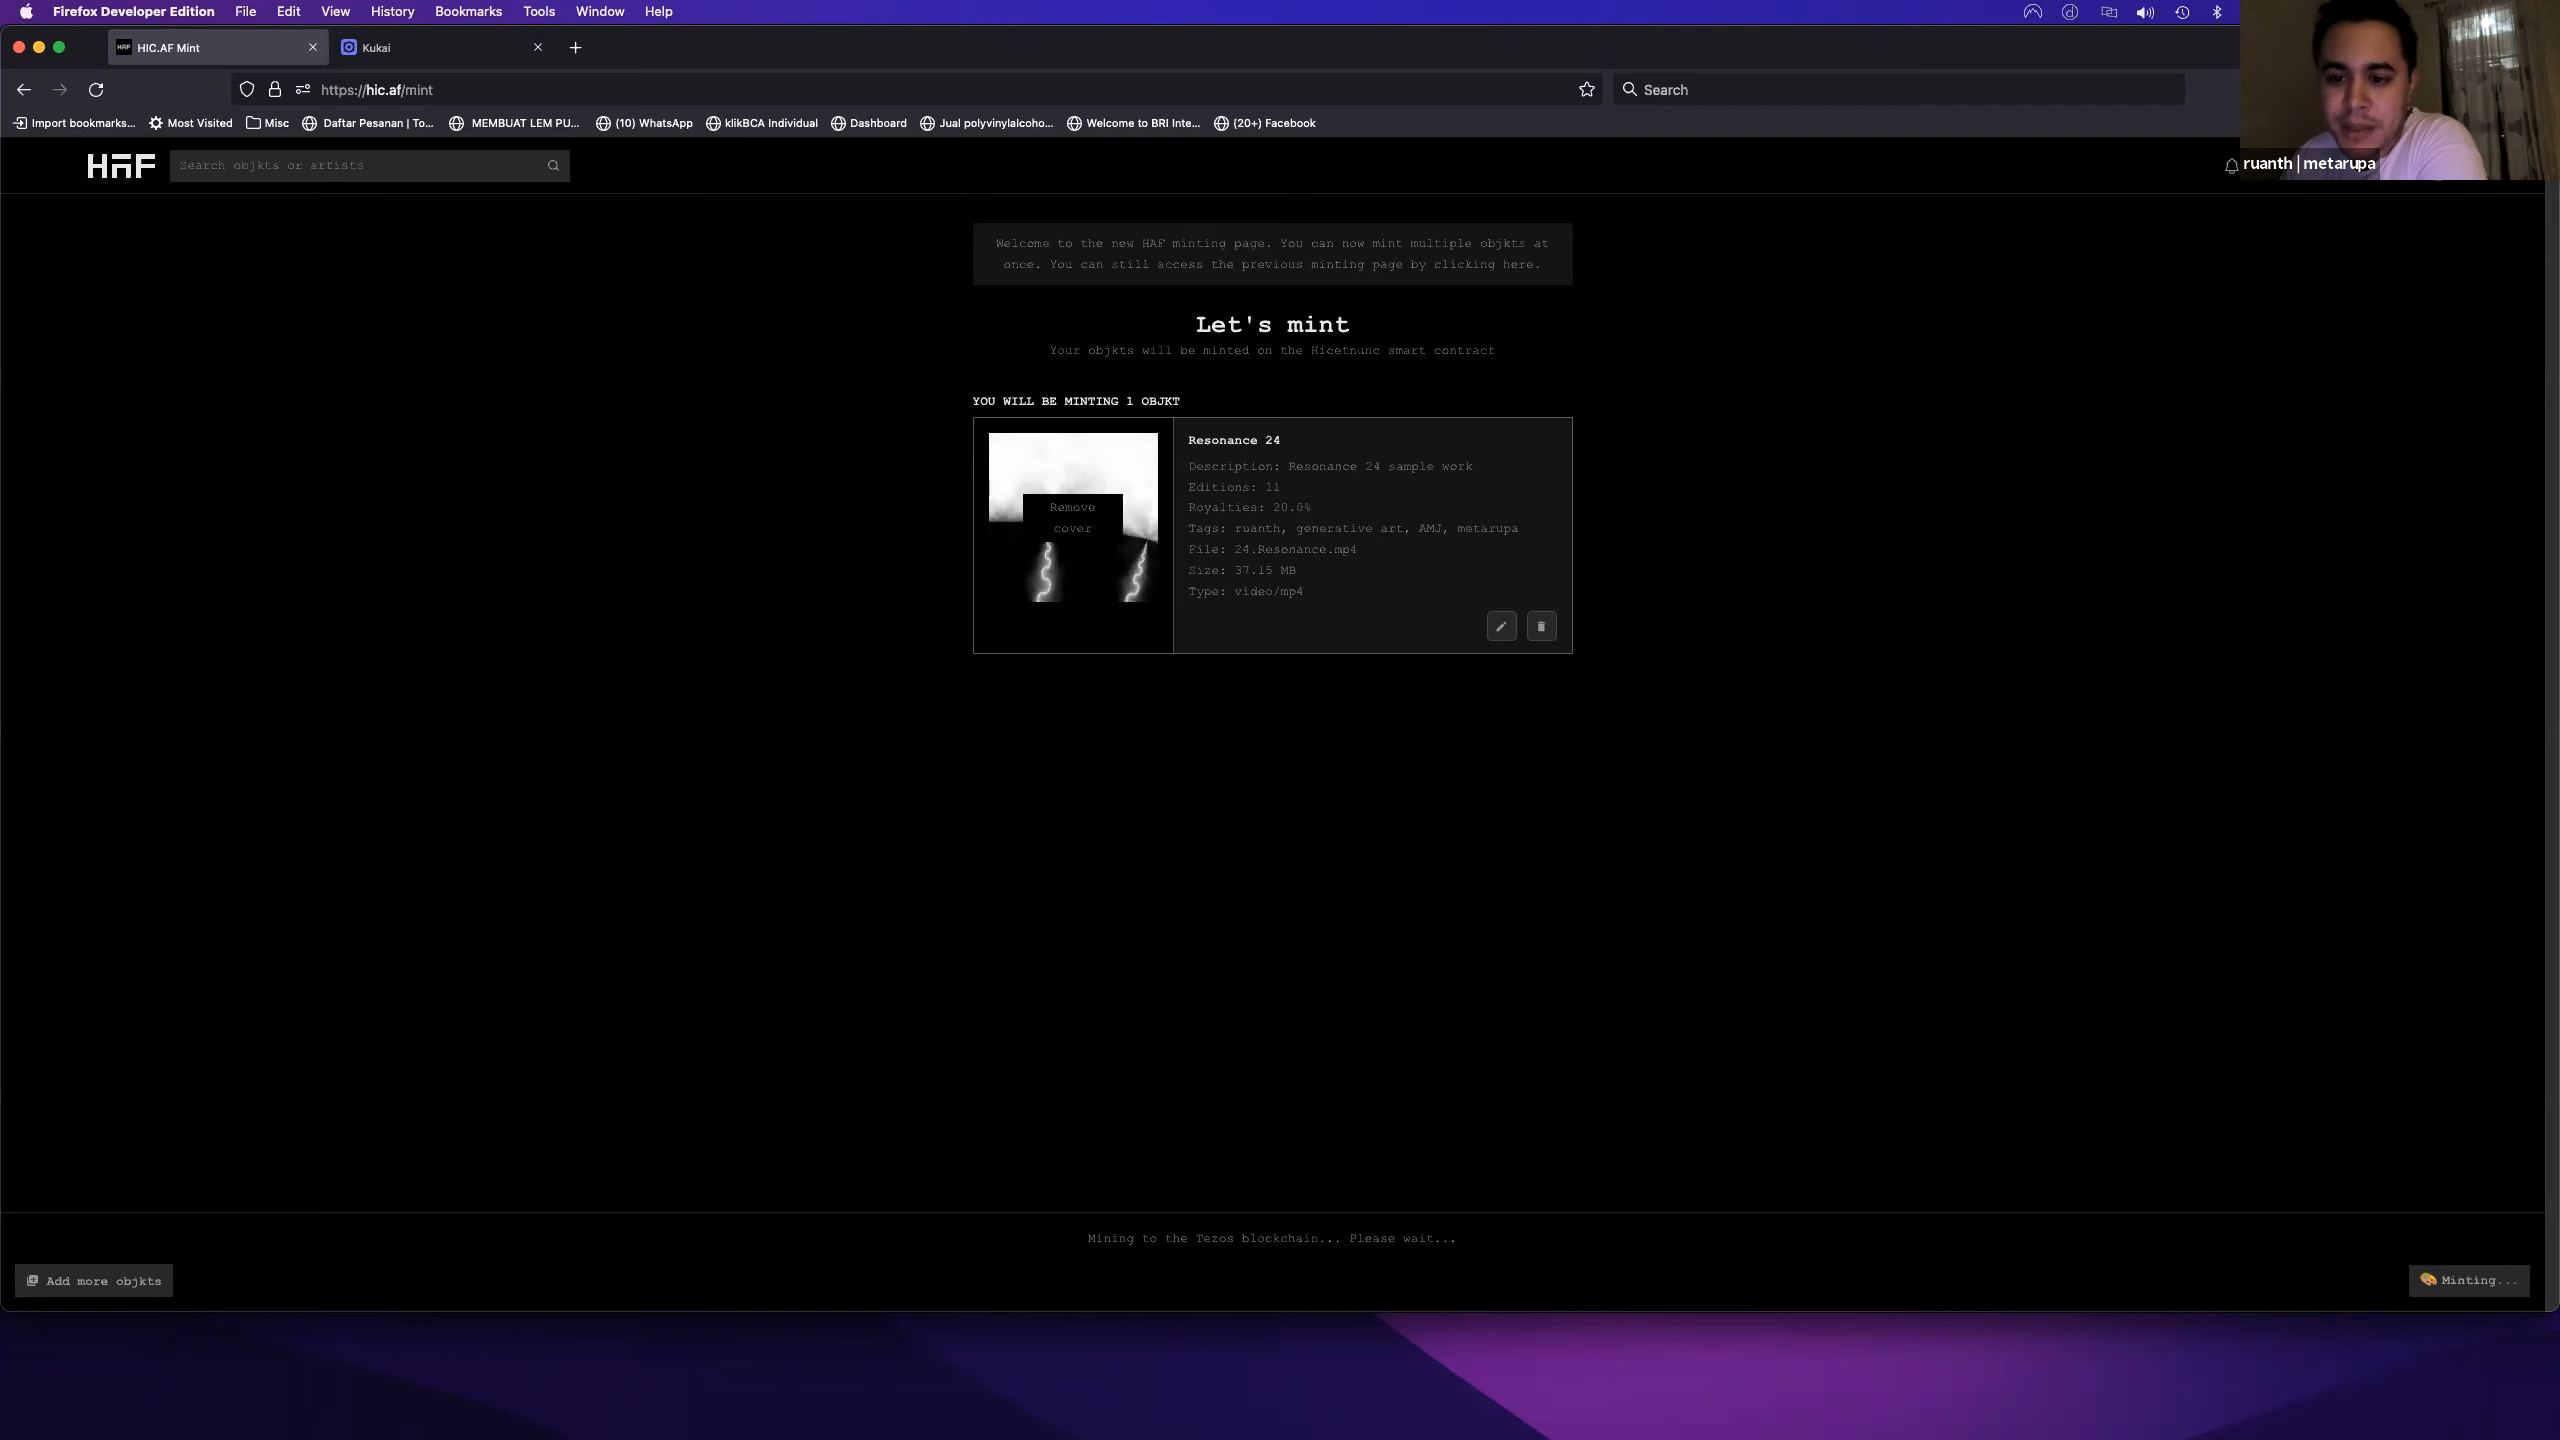 Firefox Developer Edition File Edit View History Bookmarks Tools Window Help
HIC.AF Mint Kukai
https://hic.af/mint Search
Import bookmarks... Most Visited Misc Daftar Pesanan | To... MEMBUAT LEM PU... (10) WhatsApp klikBCA Individual Dashboard Jual polyvinylalcoho... Welcome to BRI Inte... (20+) Facebook
HAF Search objkts or artists
ruanth | metarupa
Welcome to the new HAF minting page. You can now mint multiple objkts at
once. You can still access the previous minting page by clicking here.
Let's mint
Your objkts will be minted on the Hicetnunc smart contract
YOU WILL BE MINTING 1 OBJKT
Remove
cover
Resonance 24
Description: Resonance 24 sample work
Editions: 11
Royalties: 20.0%
Tags: ruanth, generative art, AMJ, metarupa
File: 24.Resonance.mp4
Size: 37.15 MB
Type: video/mp4
Mining to the Tezos blockchain... Please wait...
Add more objkts
Minting...